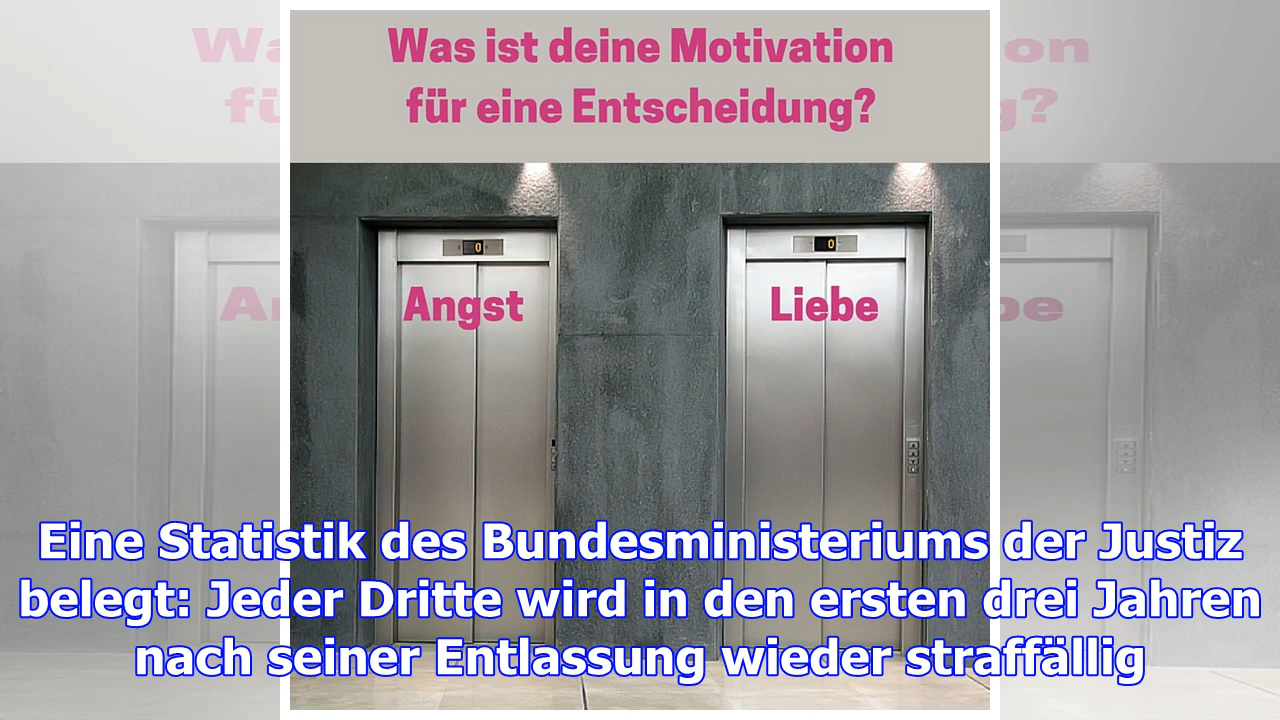 Was ist deine Motivation
für eine Entscheidung?
0
0
Angst
Liebe
Eine Statistik des Bundesministeriums der Justiz
belegt: Jeder Dritte wird in den ersten drei Jahren
nach seiner Entlassung wieder straffällig